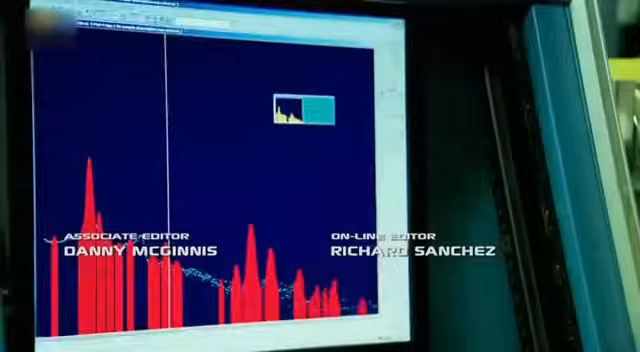 ASSOCIATE EDITOR
DANNY MCGINNIS
ON-LINE EDITOR
RICHARD SANCHEZ